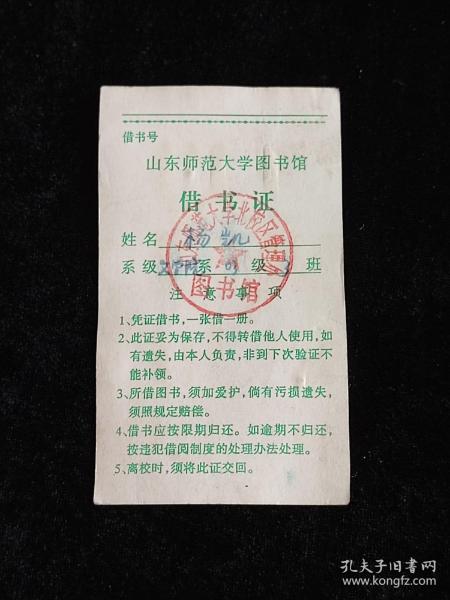 借书号
山东师范大学图书馆
借书证
姓名 杨凯
系级 系 01 级 3 班
图书馆
注意事项
1、凭证借书,一张借一册。
2、此证妥为保存,不得转借他人使用,如
有遗失,由本人负责,非到下次验证不
能补领。
3、所借图书,须加爱护,倘有污损遗失,
须照规定赔偿。
4、借书应按限期归还。如逾期不归还,
按违犯借阅制度的处理办法处理。
5、离校时,须将此证交回。
孔夫子旧书网
www.kongfz.com